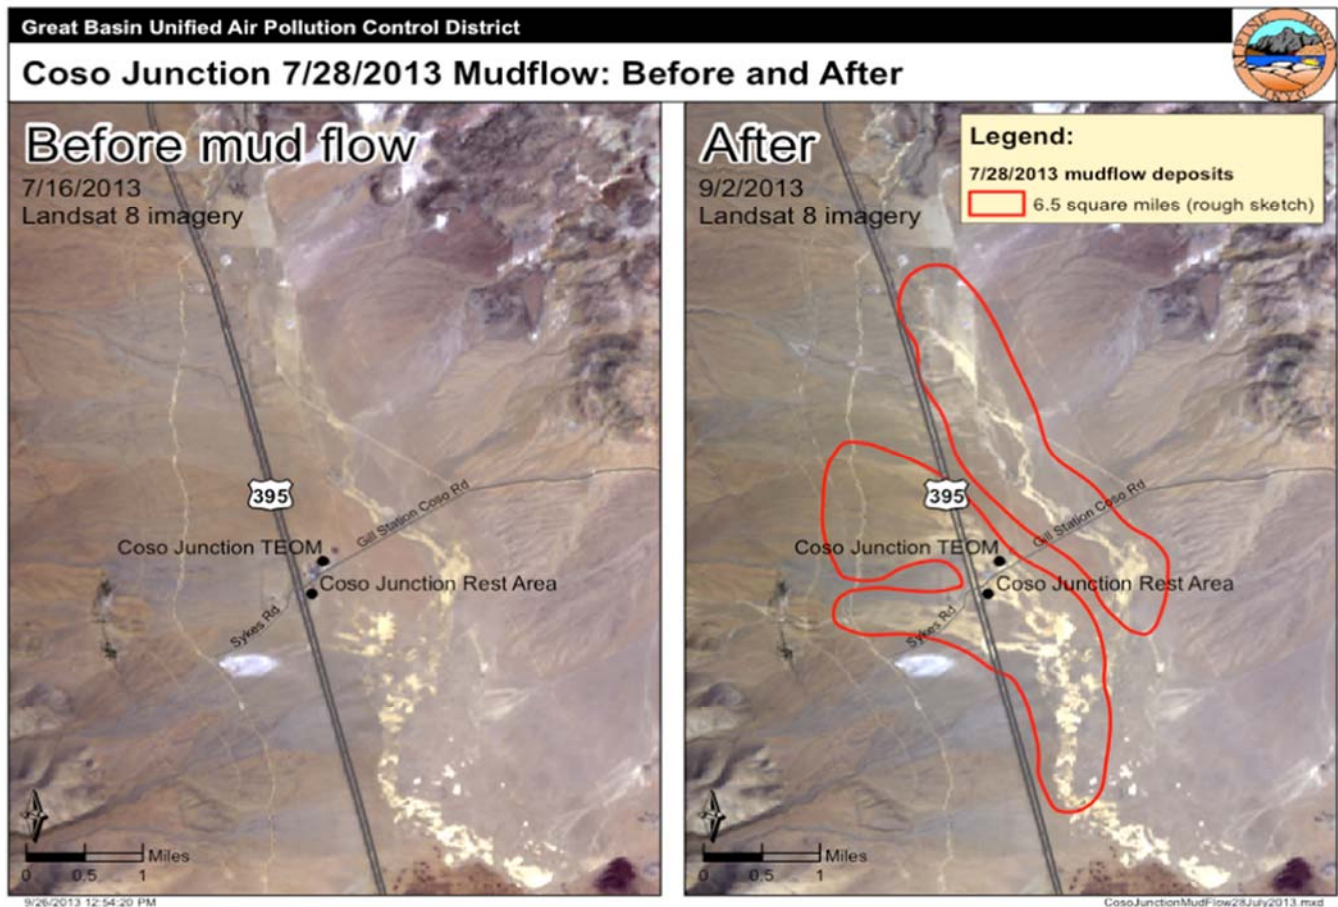 Great Basin Unified Air Pollution Control District
Coso Junction 7/28/2013 Mudflow: Before and After
ALPINE MONO INYO
Before mud flow
7/16/2013
Landsat 8 imagery
395
Gill Station Coso Rd
Coso Junction TEOM
Coso Junction Rest Area
Sykes Rd
Miles
0 0.5 1
9/26/2013 12:54:20 PM
After
9/2/2013
Landsat 8 imagery
Legend:
7/28/2013 mudflow deposits
6.5 square miles (rough sketch)
395
Gill Station Coso Rd
Coso Junction TEOM
Coso Junction Rest Area
Sykes Rd
Miles
0 0.5 1
CosoJunctionMudFlow28July2013.mxd